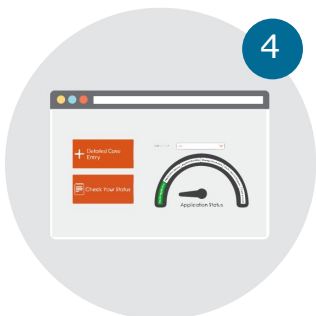 4
Detailed Case
Entry
Check Your Status
Application Status